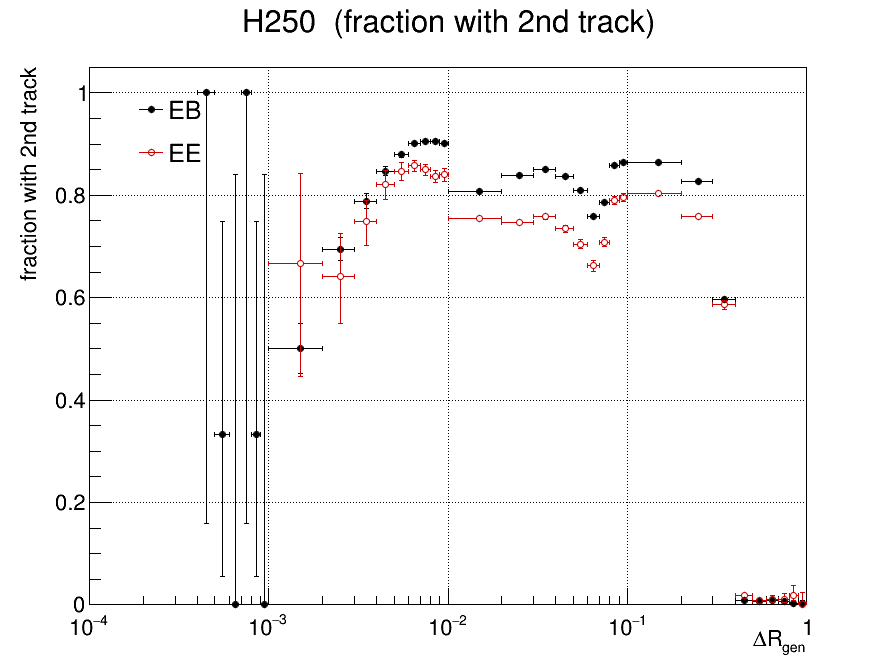 H250 (fraction with 2nd track)
fraction with 2nd track
1
0.8
0.6
0.4
0.2
0
EB
EE
10⁻⁴
10⁻³
10⁻²
10⁻¹
1
ΔR_gen